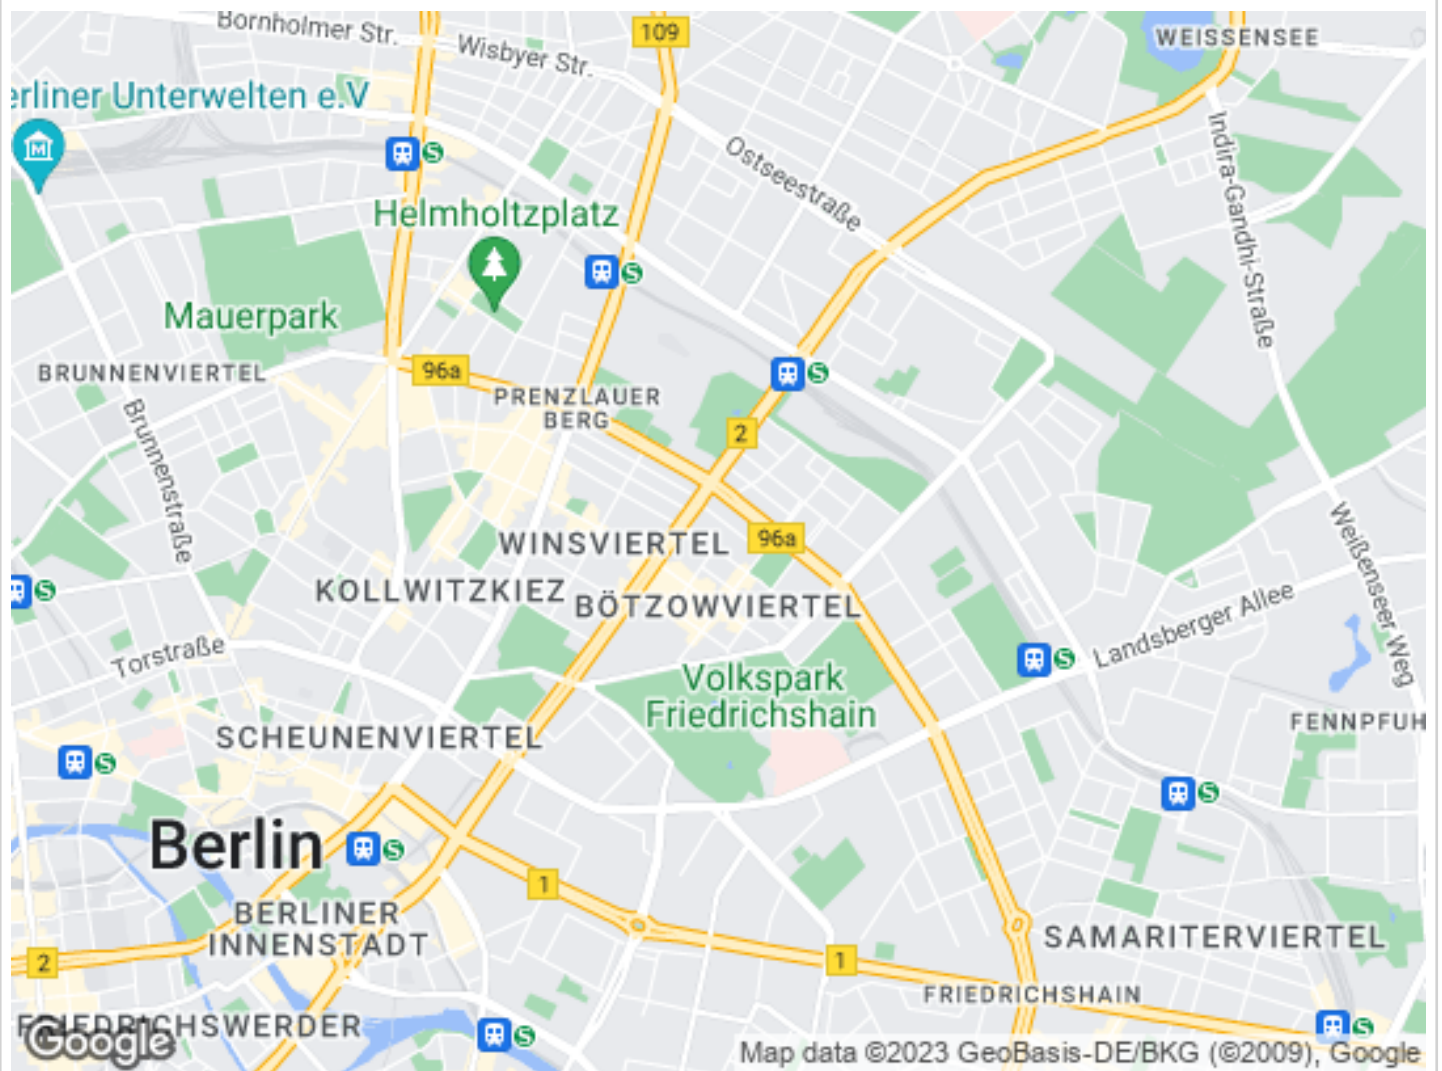 Bornholmer Str.
Wisbyer Str.
109
WEISSENSEE
erliner Unterwelten e.V
M
S
Ostseestraße
Indira-Gandhi-Straße
Helmholtzplatz
S
Mauerpark
BRUNNENVIERTEL
96a
S
PRENZLAUER
BERG
2
Brunnenstraße
WINSVIERTEL
96a
Weißenseer Weg
S
KOLLWITZKIEZ
BÖTZOWVIERTEL
Landsberger Allee
Torstraße
S
Volkspark
Friedrichshain
FENNPFUH
SCHEUNENVIERTEL
S
S
Berlin
S
1
BERLINER
INNENSTADT
2
1
SAMARITERVIERTEL
FRIEDRICHSHAIN
FRIEDRICHSWERDER
S
S
Google
Map data ©2023 GeoBasis-DE/BKG (©2009), Google